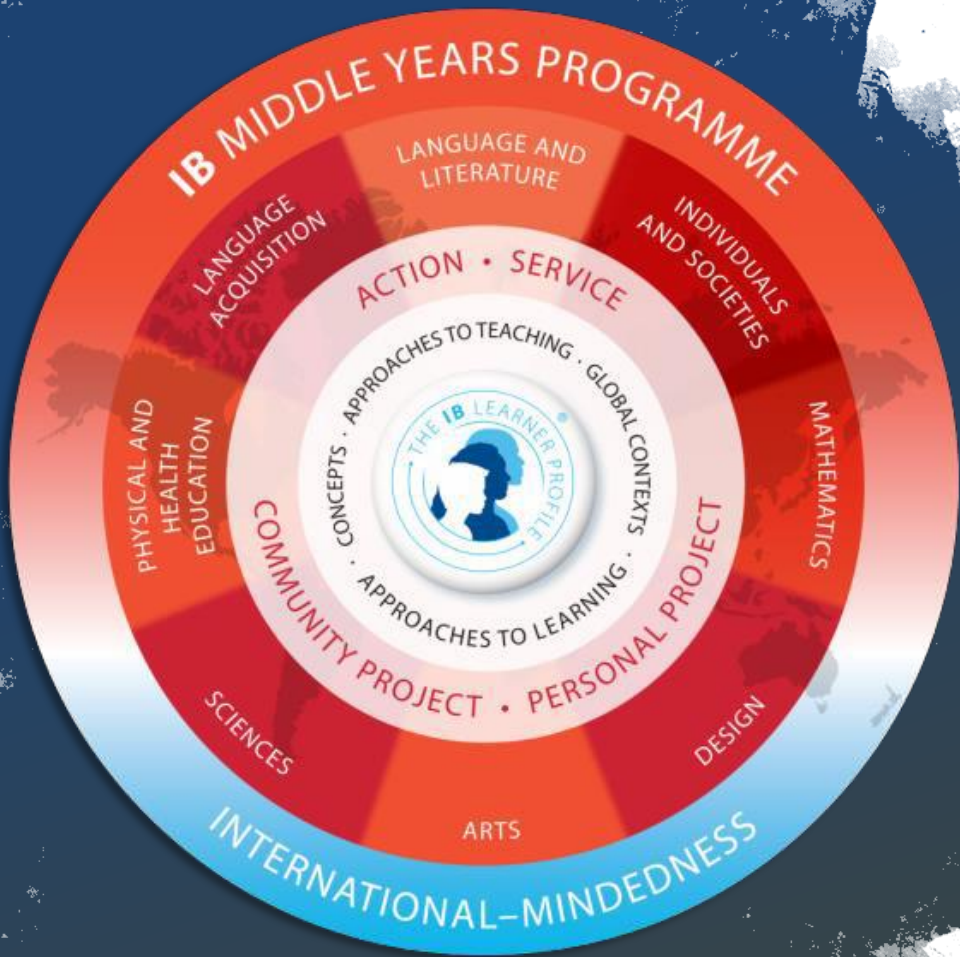 IB MIDDLE YEARS PROGRAMME
LANGUAGE AND
LITERATURE
INDIVIDUALS
AND SOCIETIES
MATHEMATICS
DESIGN
ARTS
SCIENCES
PHYSICAL AND
HEALTH
EDUCATION
LANGUAGE
ACQUISITION
ACTION • SERVICE
COMMUNITY PROJECT • PERSONAL PROJECT
APPROACHES TO TEACHING · GLOBAL CONTEXTS · APPROACHES TO LEARNING · CONCEPTS ·
THE IB LEARNER PROFILE ®
INTERNATIONAL–MINDEDNESS